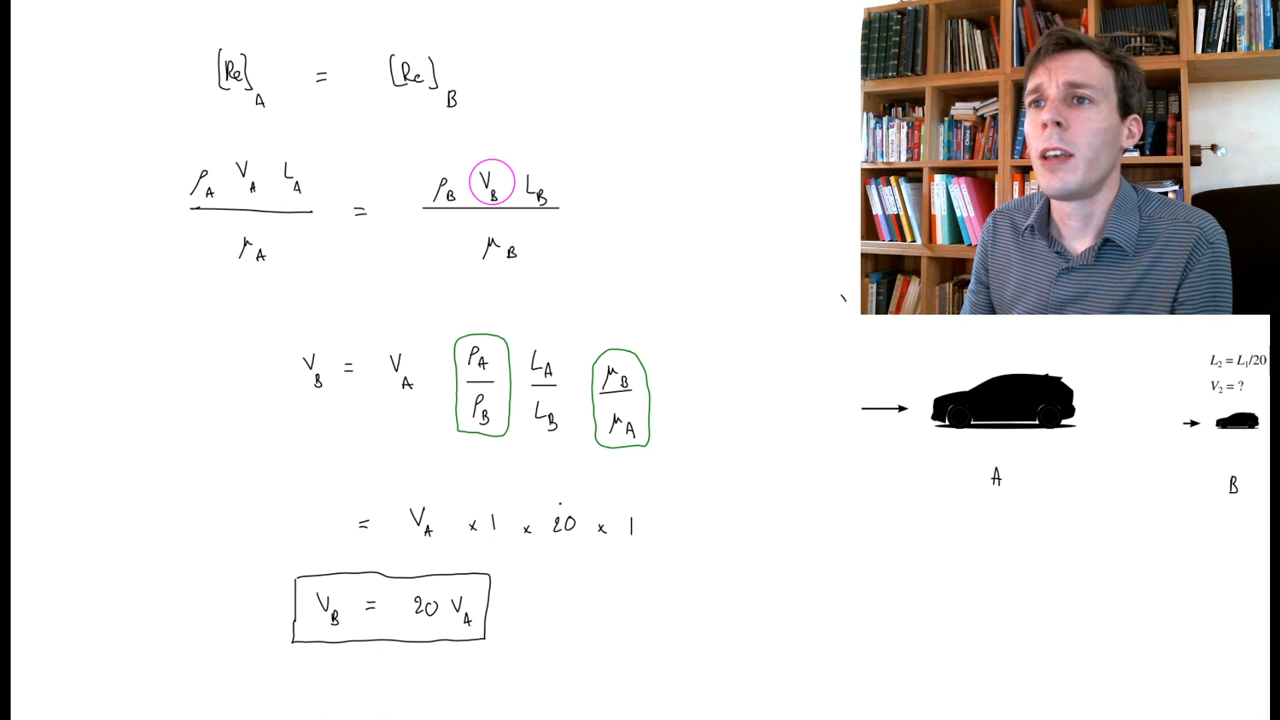 [Re]A = [Re]B
ρA VA LA / μA = ρB VB LB / μB
VB = VA ρA/ρB LA/LB μB/μA
= VA × 1 × 20 × 1
VB = 20 VA
L2 = L1/20
V2 = ?
A
B